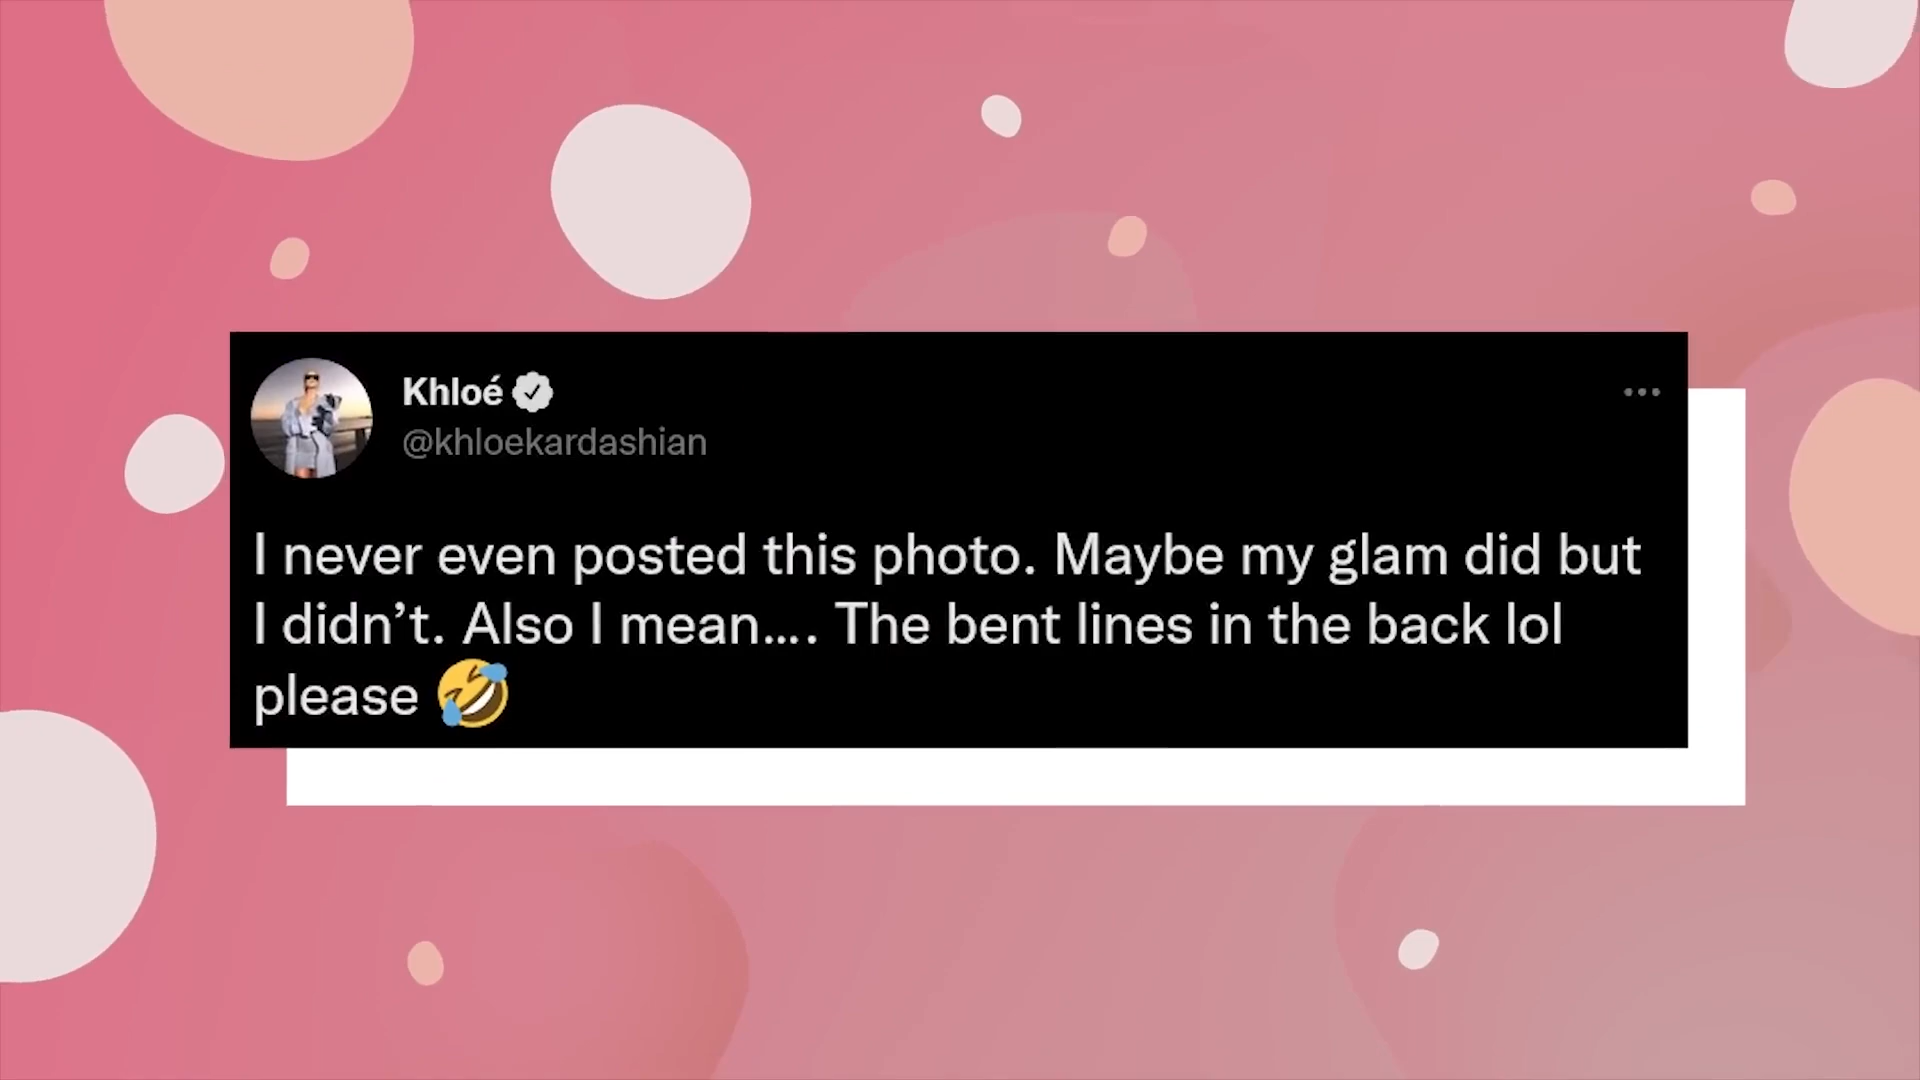 Khloé
@khloekardashian
I never even posted this photo. Maybe my glam did but
I didn’t. Also I mean.... The bent lines in the back lol
please 🤣